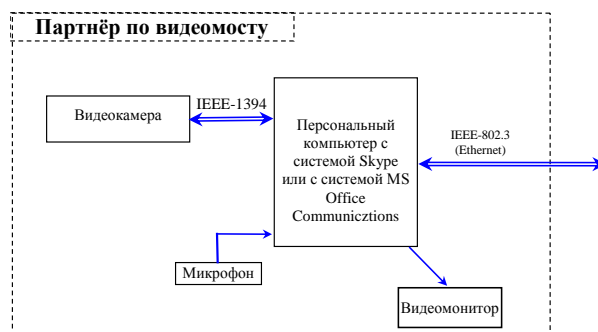 Партнёр по видеомосту
Видеокамера
IEEE-1394
Персональный
компьютер с
системой Skype
или с системой MS
Office
Communicztions
IEEE-802.3
(Ethernet)
Микрофон
Видеомонитор